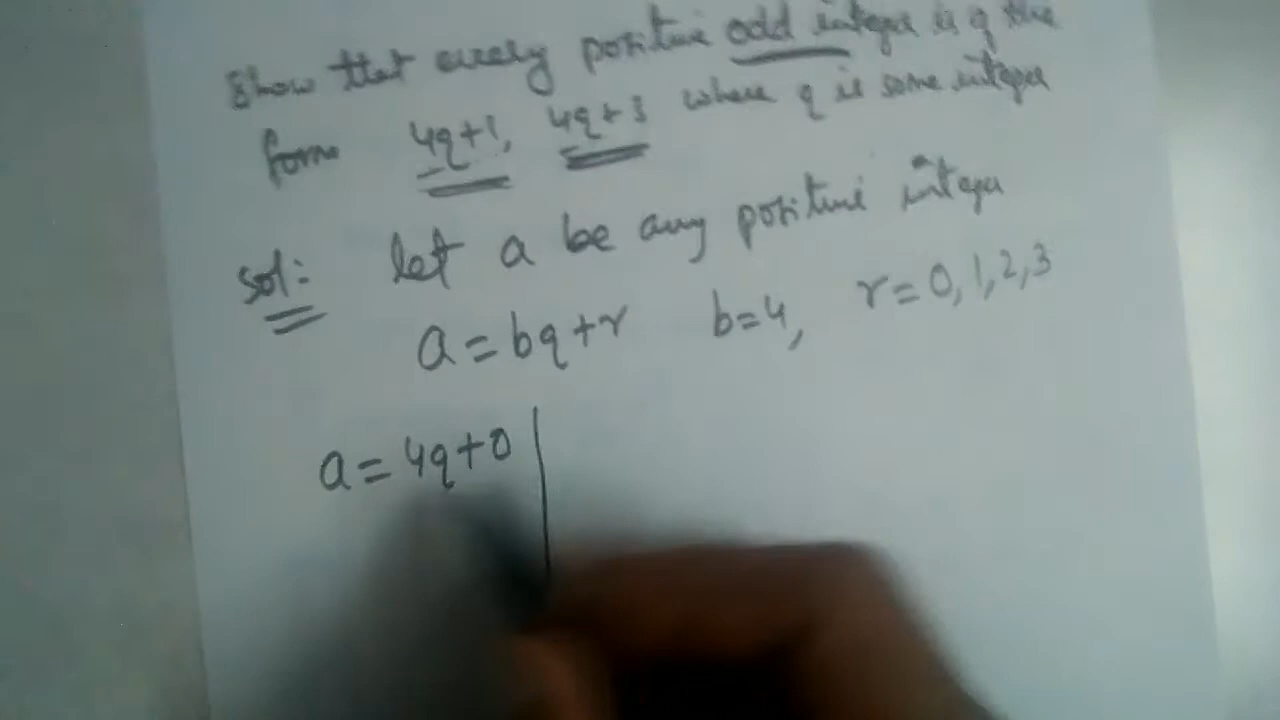 Show that every positive odd integer is of the
form 4q+1, 4q+3 where q is some integer
Sol: let a be any positive integer
a = bq + r b=4, r = 0, 1, 2, 3
a = 4q + 0